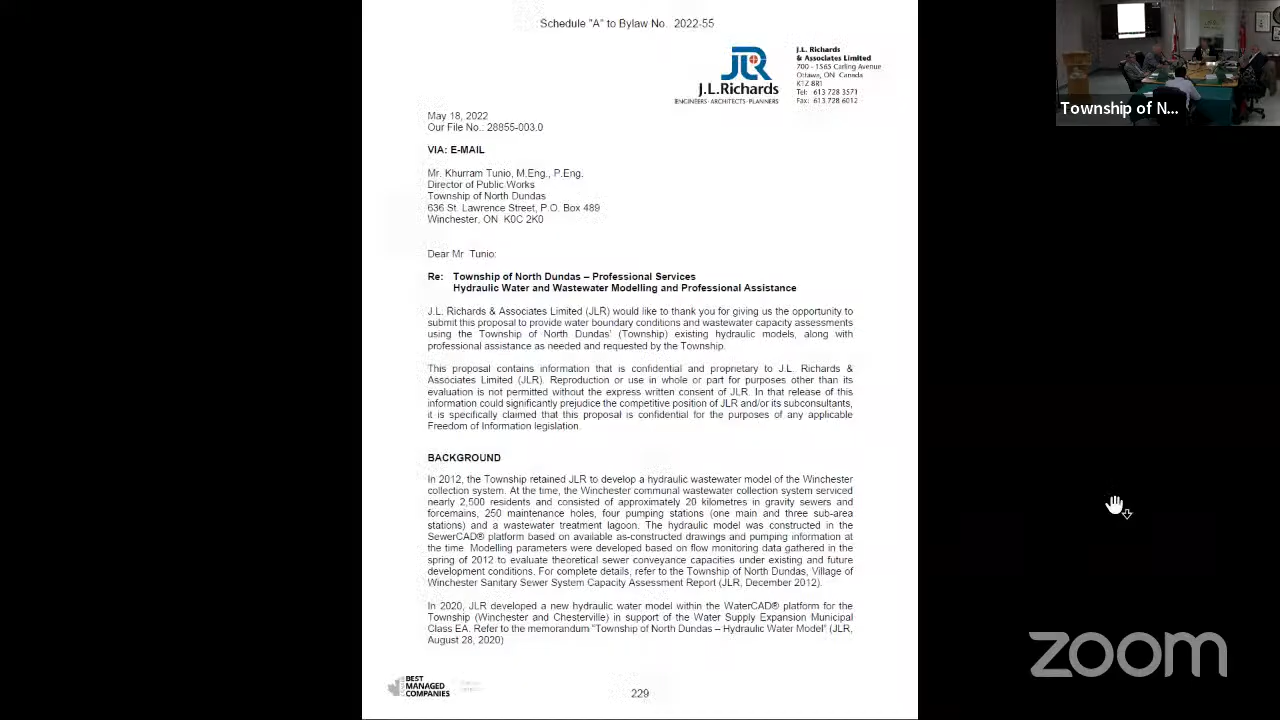 Schedule "A" to Bylaw No. 2022-55
JLR
J.L.Richards
ENGINEERS · ARCHITECTS · PLANNERS
J.L. Richards
& Associates Limited
700 - 1565 Carling Avenue
Ottawa, ON Canada
K1Z 8R1
Tel: 613 728 3571
Fax: 613 728 6012
Township of N...
May 18, 2022
Our File No.: 28855-003.0
VIA: E-MAIL
Mr. Khurram Tunio, M.Eng., P.Eng.
Director of Public Works
Township of North Dundas
636 St. Lawrence Street, P.O. Box 489
Winchester, ON K0C 2K0
Dear Mr Tunio:
Re: Township of North Dundas – Professional Services
Hydraulic Water and Wastewater Modelling and Professional Assistance
J.L. Richards & Associates Limited (JLR) would like to thank you for giving us the opportunity to
submit this proposal to provide water boundary conditions and wastewater capacity assessments
using the Township of North Dundas' (Township) existing hydraulic models, along with
professional assistance as needed and requested by the Township.
This proposal contains information that is confidential and proprietary to J.L. Richards &
Associates Limited (JLR). Reproduction or use in whole or part for purposes other than its
evaluation is not permitted without the express written consent of JLR. In that release of this
information could significantly prejudice the competitive position of JLR and/or its subconsultants,
it is specifically claimed that this proposal is confidential for the purposes of any applicable
Freedom of Information legislation.
BACKGROUND
In 2012, the Township retained JLR to develop a hydraulic wastewater model of the Winchester
collection system. At the time, the Winchester communal wastewater collection system serviced
nearly 2,500 residents and consisted of approximately 20 kilometres in gravity sewers and
forcemains, 250 maintenance holes, four pumping stations (one main and three sub-area
stations) and a wastewater treatment lagoon. The hydraulic model was constructed in the
SewerCAD® platform based on available as-constructed drawings and pumping information at
the time. Modelling parameters were developed based on flow monitoring data gathered in the
spring of 2012 to evaluate theoretical sewer conveyance capacities under existing and future
development conditions. For complete details, refer to the Township of North Dundas, Village of
Winchester Sanitary Sewer System Capacity Assessment Report (JLR, December 2012).
In 2020, JLR developed a new hydraulic water model within the WaterCAD® platform for the
Township (Winchester and Chesterville) in support of the Water Supply Expansion Municipal
Class EA. Refer to the memorandum "Township of North Dundas – Hydraulic Water Model" (JLR,
August 28, 2020)
BEST
MANAGED
COMPANIES
229
zoom